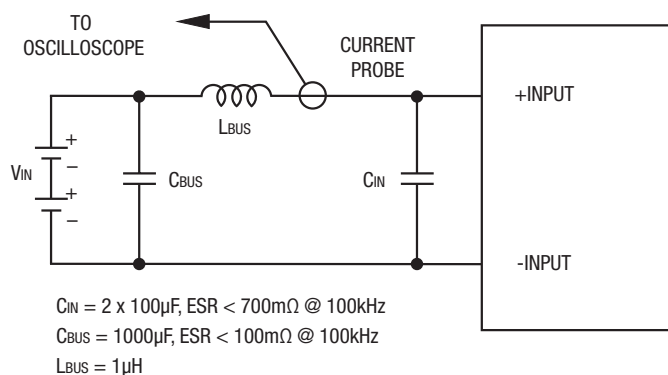 TO
OSCILLOSCOPE
CURRENT
PROBE
+INPUT
LBUS
VIN
+
−
+
−
CBUS
CIN
-INPUT
CIN = 2 x 100µF, ESR < 700mΩ @ 100kHz
CBUS = 1000µF, ESR < 100mΩ @ 100kHz
LBUS = 1µH